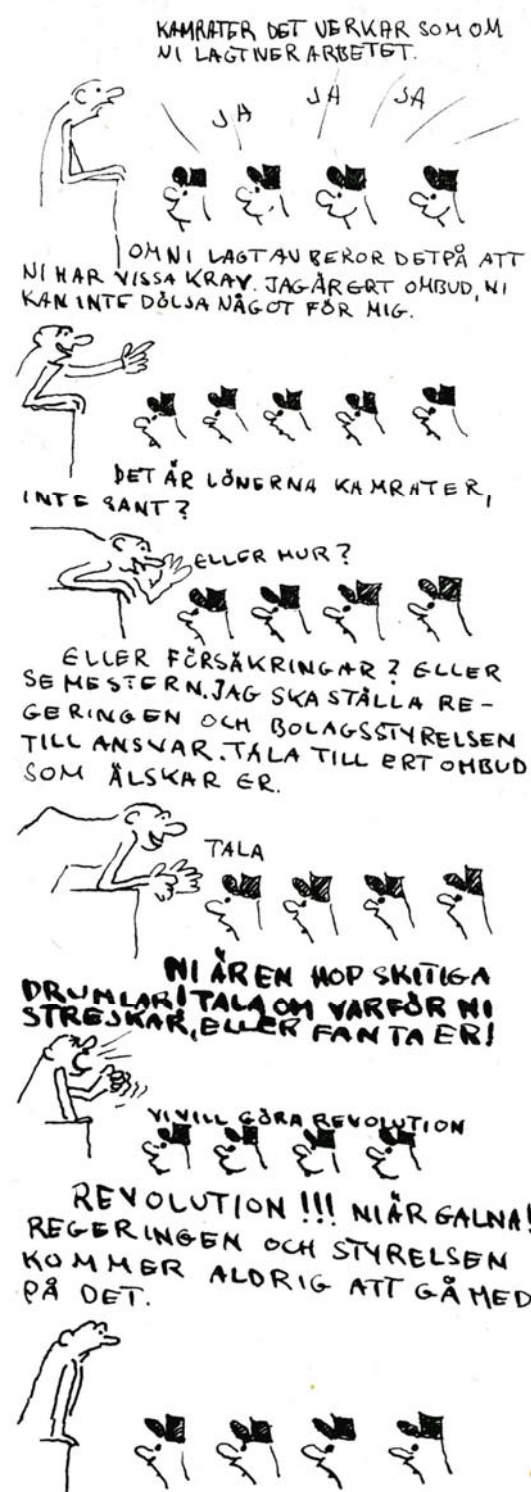 KAMRATER DET VERKAR SOM OM
NI LAGT NER ARBETET.
JA JA JA
OM NI LAGT AV BEROR DET PÅ ATT
NI HAR VISSA KRAV. JAG ÄR ERT OMBUD, NI
KAN INTE DÖLJA NÅGOT FÖR MIG.
DET ÄR LÖNERNA KAMRATER,
INTE SANT?
ELLER HUR?
ELLER FÖRSÄKRINGAR? ELLER
SEMESTERN. JAG SKA STÄLLA RE-
GERINGEN OCH BOLAGSSTYRELSEN
TILL ANSVAR. TALA TILL ERT OMBUD
SOM ÄLSKAR ER.
TALA
NI ÄR EN HOP SKITIGA
DRUMLAR! TALA OM VARFÖR NI
STREJKAR, ELLER FAN TA ER!
VI VILL GÖRA REVOLUTION
REVOLUTION !!! NI ÄR GALNA!
REGERINGEN OCH STYRELSEN
KOMMER ALDRIG ATT GÅ MED
PÅ DET.